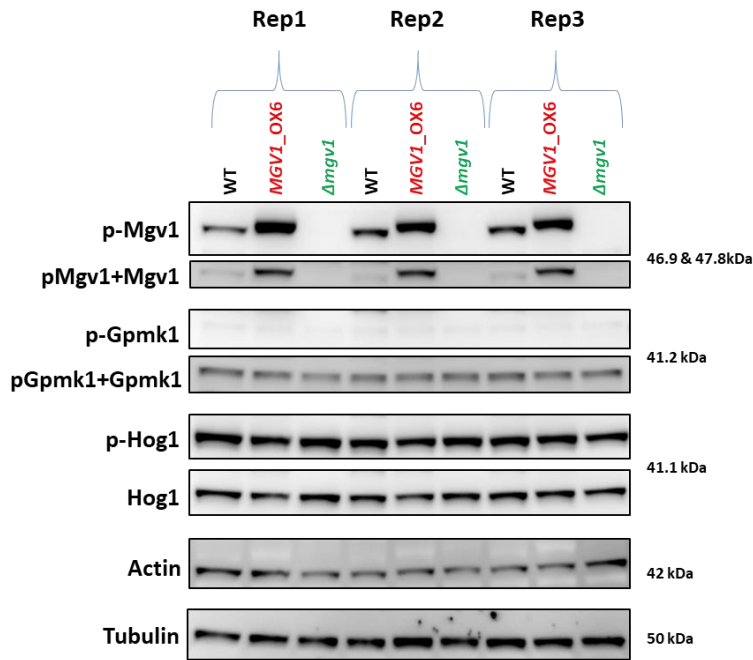 Rep1 Rep2 Rep3
WT MGV1_OX6 Δmgv1 WT MGV1_OX6 Δmgv1 WT MGV1_OX6 Δmgv1
p-Mgv1
46.9 & 47.8kDa
pMgv1+Mgv1
p-Gpmk1
41.2 kDa
pGpmk1+Gpmk1
p-Hog1
41.1 kDa
Hog1
Actin 42 kDa
Tubulin 50 kDa